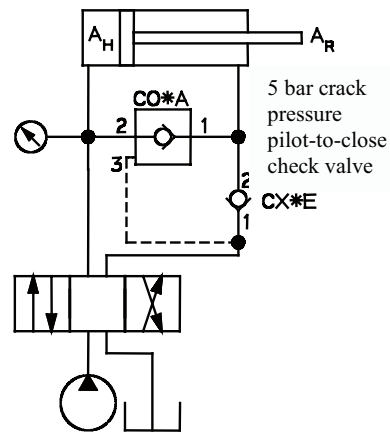 A_H
A_R
CO*A
2 1
3
5 bar crack
pressure
pilot-to-close
check valve
2
CX*E
1